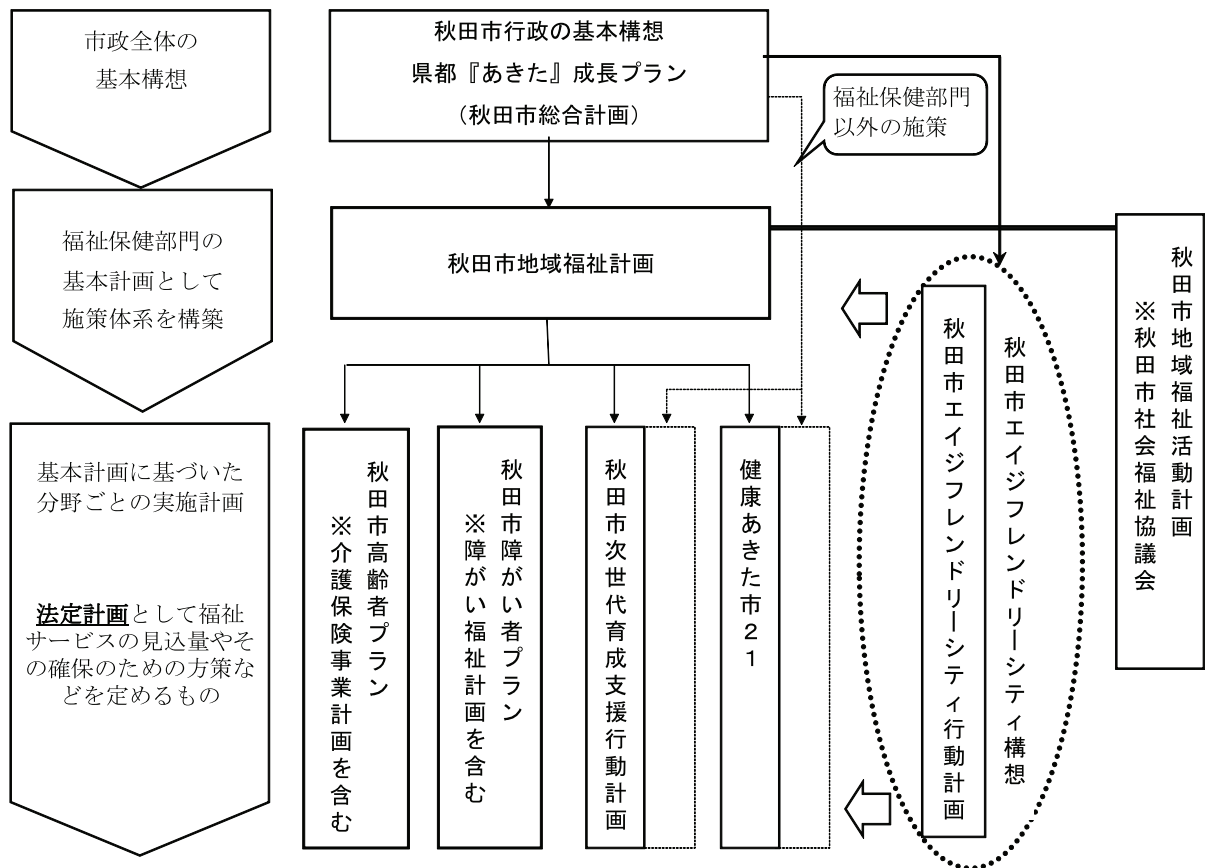 市政全体の
基本構想
秋田市行政の基本構想
県都『あきた』成長プラン
（秋田市総合計画）
福祉保健部門
以外の施策
福祉保健部門の
基本計画として
施策体系を構築
秋田市地域福祉計画
基本計画に基づいた
分野ごとの実施計画
法定計画として福祉
サービスの見込量やそ
の確保のための方策な
どを定めるもの
秋田市高齢者プラン
※介護保険事業計画を含む
秋田市障がい者プラン
※障がい福祉計画を含む
秋田市次世代育成支援行動計画
健康あきた市２１
秋田市エイジフレンドリーシティ構想
秋田市エイジフレンドリーシティ行動計画
秋田市地域福祉活動計画
※秋田市社会福祉協議会